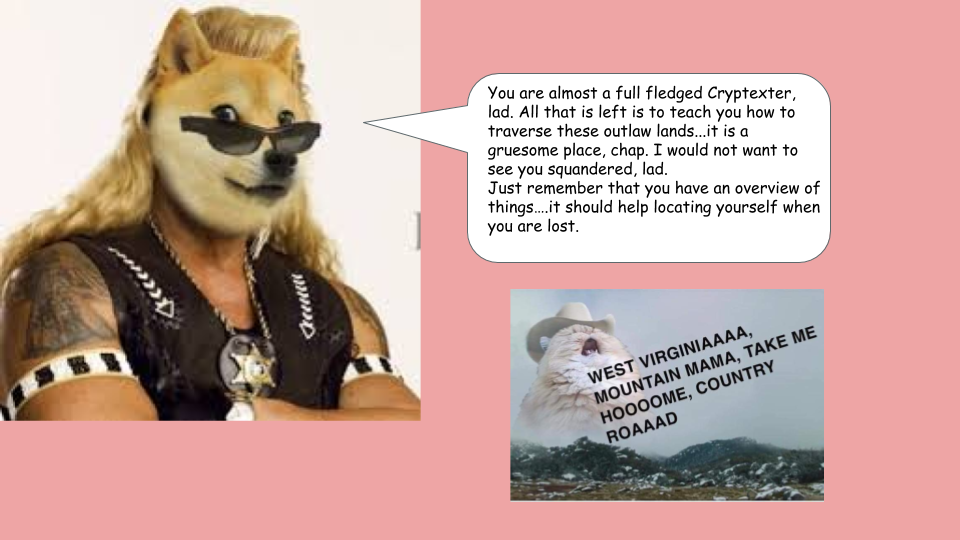 You are almost a full fledged Cryptexter,
lad. All that is left is to teach you how to
traverse these outlaw lands...it is a
gruesome place, chap. I would not want to
see you squandered, lad.
Just remember that you have an overview of
things....it should help locating yourself when
you are lost.
WEST VIRGINIAAAA,
MOUNTAIN MAMA, TAKE ME
HOOOOME, COUNTRY
ROAAAD